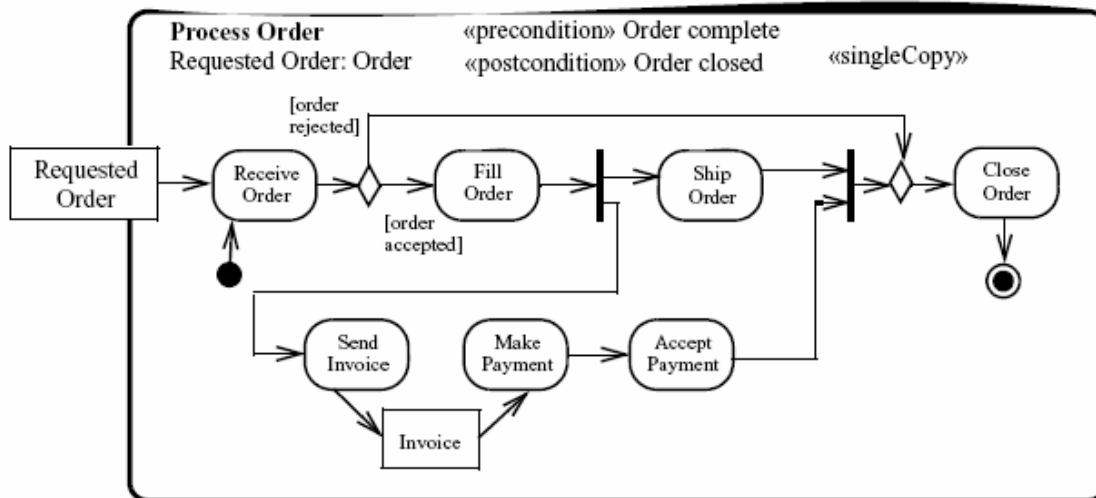 Process Order
«precondition» Order complete
Requested Order: Order
«postcondition» Order closed
«singleCopy»
[order
rejected]
Requested
Order
Receive
Order
Fill
Order
Ship
Order
Close
Order
[order
accepted]
Send
Invoice
Make
Payment
Accept
Payment
Invoice